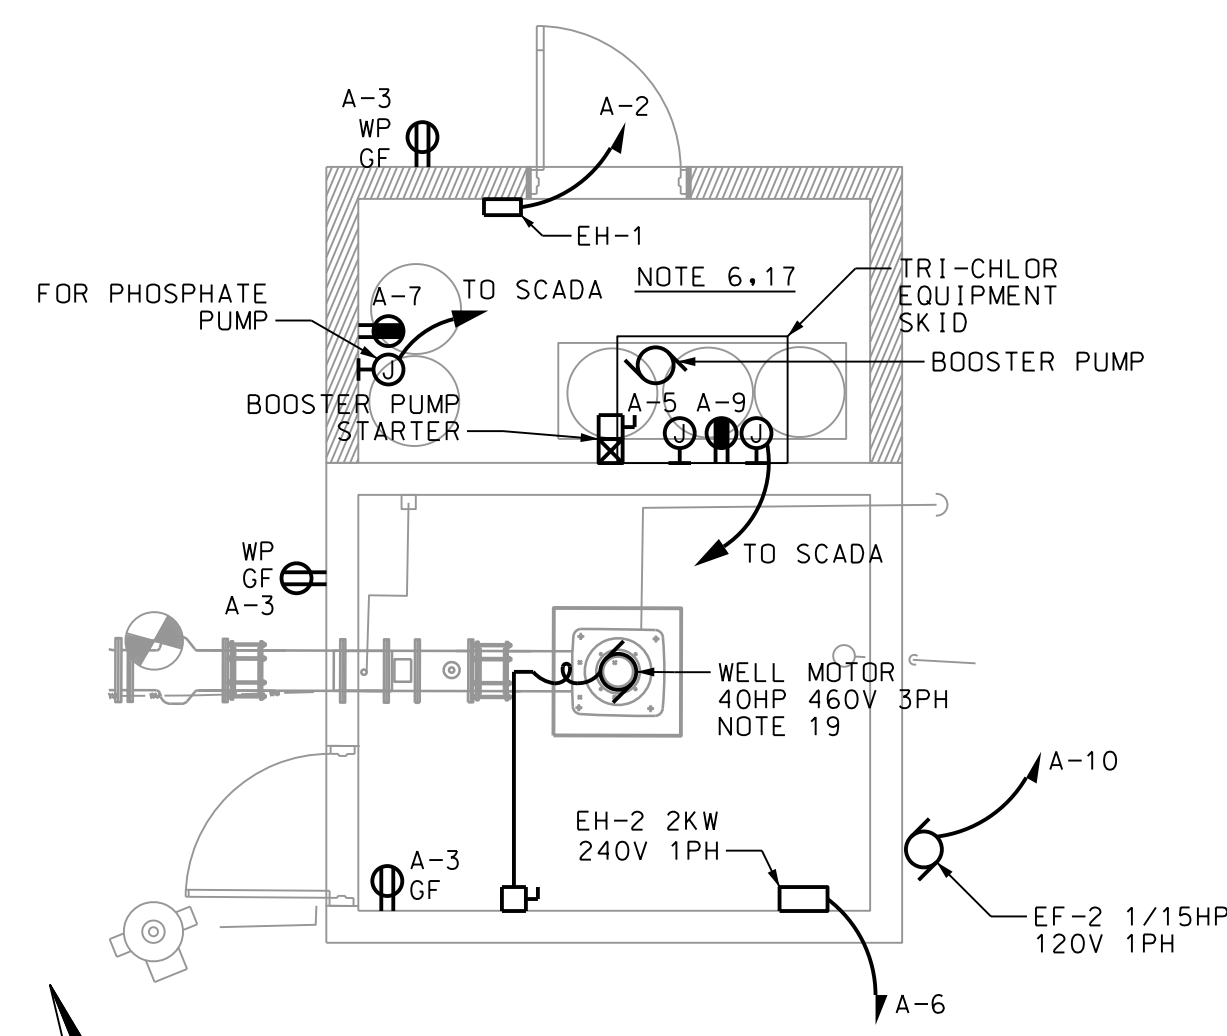 A-3
WP
GF
A-2
EH-1
NOTE 6,17
TRI-CHLOR
EQUIPMENT
SKID
FOR PHOSPHATE
PUMP
A-7
TO SCADA
BOOSTER PUMP
J
BOOSTER PUMP
STARTER
A-5
A-9
J
J
TO SCADA
WP
GF
A-3
WELL MOTOR
40HP 460V 3PH
NOTE 19
A-10
EH-2 2KW
240V 1PH
A-3
GF
EF-2 1/15HP
120V 1PH
A-6